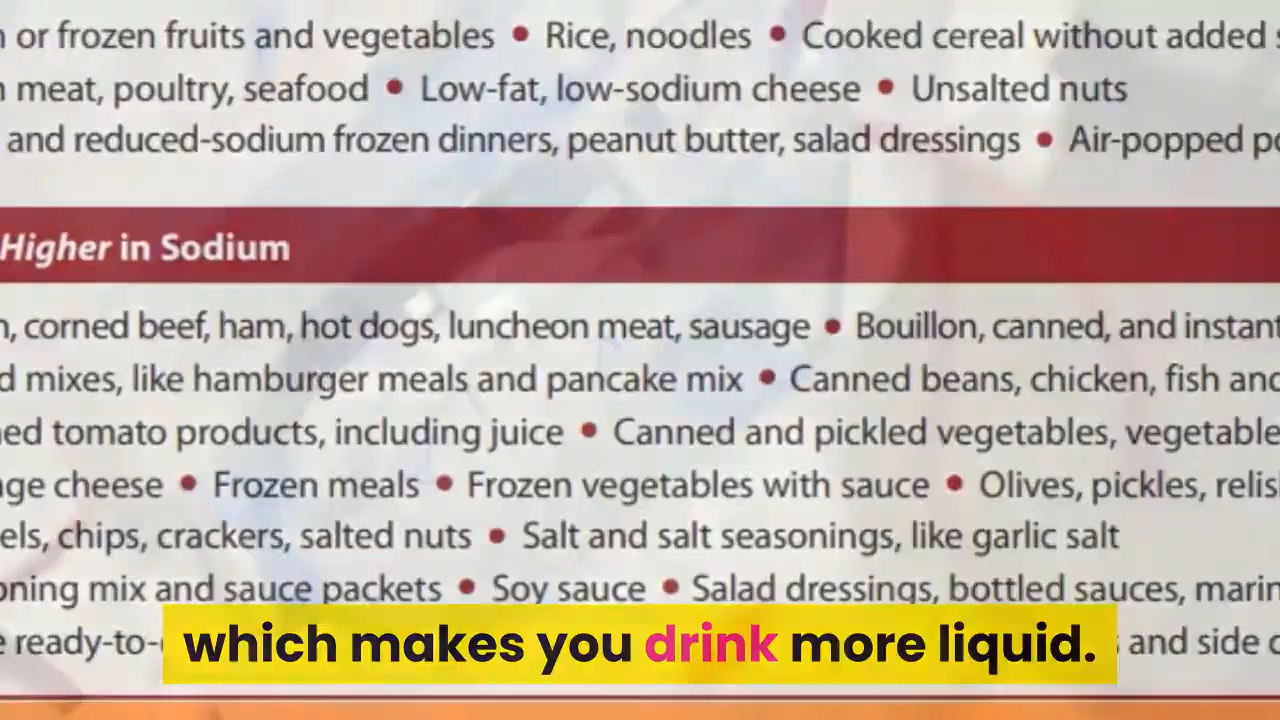 or frozen fruits and vegetables • Rice, noodles • Cooked cereal without added
meat, poultry, seafood • Low-fat, low-sodium cheese • Unsalted nuts
and reduced-sodium frozen dinners, peanut butter, salad dressings • Air-popped
Higher in Sodium
corned beef, ham, hot dogs, luncheon meat, sausage • Bouillon, canned, and instant
mixes, like hamburger meals and pancake mix • Canned beans, chicken, fish and
tomato products, including juice • Canned and pickled vegetables, vegetable
cheese • Frozen meals • Frozen vegetables with sauce • Olives, pickles,
chips, crackers, salted nuts • Salt and salt seasonings, like garlic salt
mix and sauce packets • Soy sauce • Salad dressings, bottled sauces,
ready-to- and side
which makes you drink more liquid.